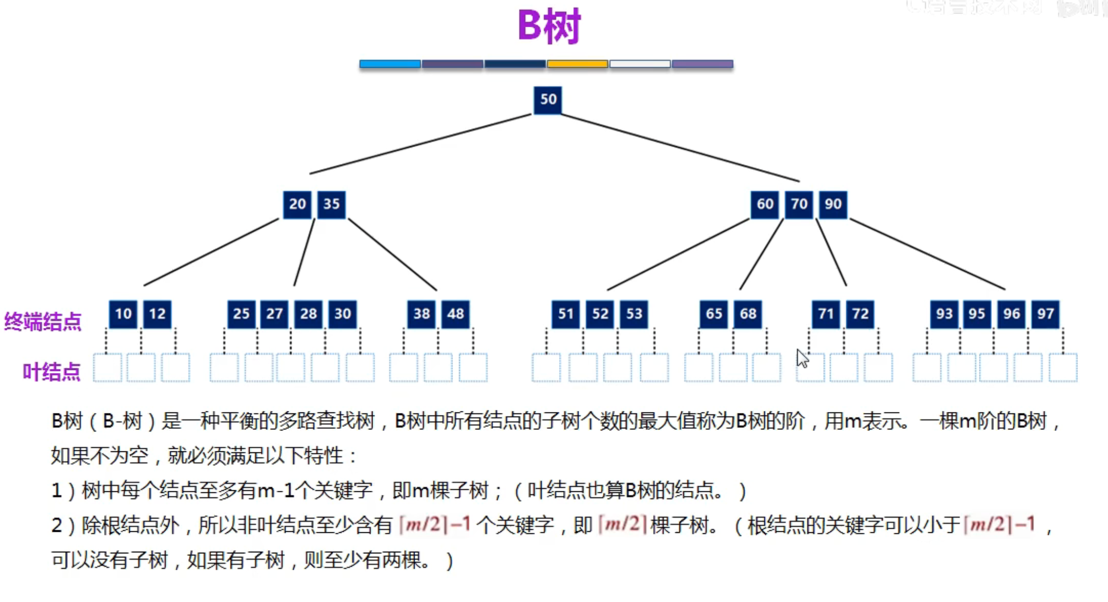 B树
50
20 35
60 70 90
终端结点
10 12
25 27 28 30
38 48
51 52 53
65 68
71 72
93 95 96 97
叶结点
B树（B-树）是一种平衡的多路查找树，B树中所有结点的子树个数的最大值称为B树的阶，用m表示。一棵m阶的B树，
如果不为空，就必须满足以下特性：
1）树中每个结点至多有m-1个关键字，即m棵子树；（叶结点也算B树的结点。）
2）除根结点外，所以非叶结点至少含有⌈m/2⌉-1个关键字，即⌈m/2⌉棵子树。（根结点的关键字可以小于⌈m/2⌉-1，
可以没有子树，如果有子树，则至少有两棵。）